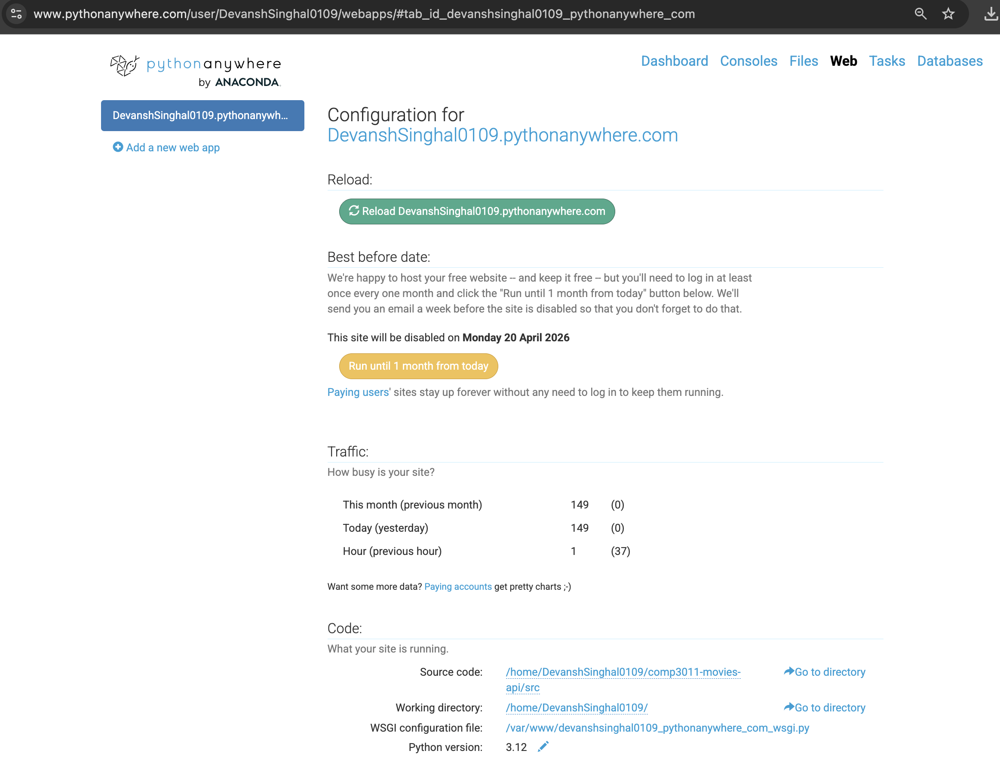 www.pythonanywhere.com/user/DevanshSinghal0109/webapps/#tab_id_devanshsinghal0109_pythonanywhere_com
pythonanywhere
by ANACONDA.
Dashboard Consoles Files Web Tasks Databases
DevanshSinghal0109.pythonanywh...
Add a new web app
Configuration for
DevanshSinghal0109.pythonanywhere.com
Reload:
Reload DevanshSinghal0109.pythonanywhere.com
Best before date:
We're happy to host your free website -- and keep it free -- but you'll need to log in at least
once every one month and click the "Run until 1 month from today" button below. We'll
send you an email a week before the site is disabled so that you don't forget to do that.
This site will be disabled on Monday 20 April 2026
Run until 1 month from today
Paying users' sites stay up forever without any need to log in to keep them running.
Traffic:
How busy is your site?
This month (previous month) 149 (0)
Today (yesterday) 149 (0)
Hour (previous hour) 1 (37)
Want some more data? Paying accounts get pretty charts ;-)
Code:
What your site is running.
Source code: /home/DevanshSinghal0109/comp3011-movies- Go to directory
api/src
Working directory: /home/DevanshSinghal0109/ Go to directory
WSGI configuration file: /var/www/devanshsinghal0109_pythonanywhere_com_wsgi.py
Python version: 3.12